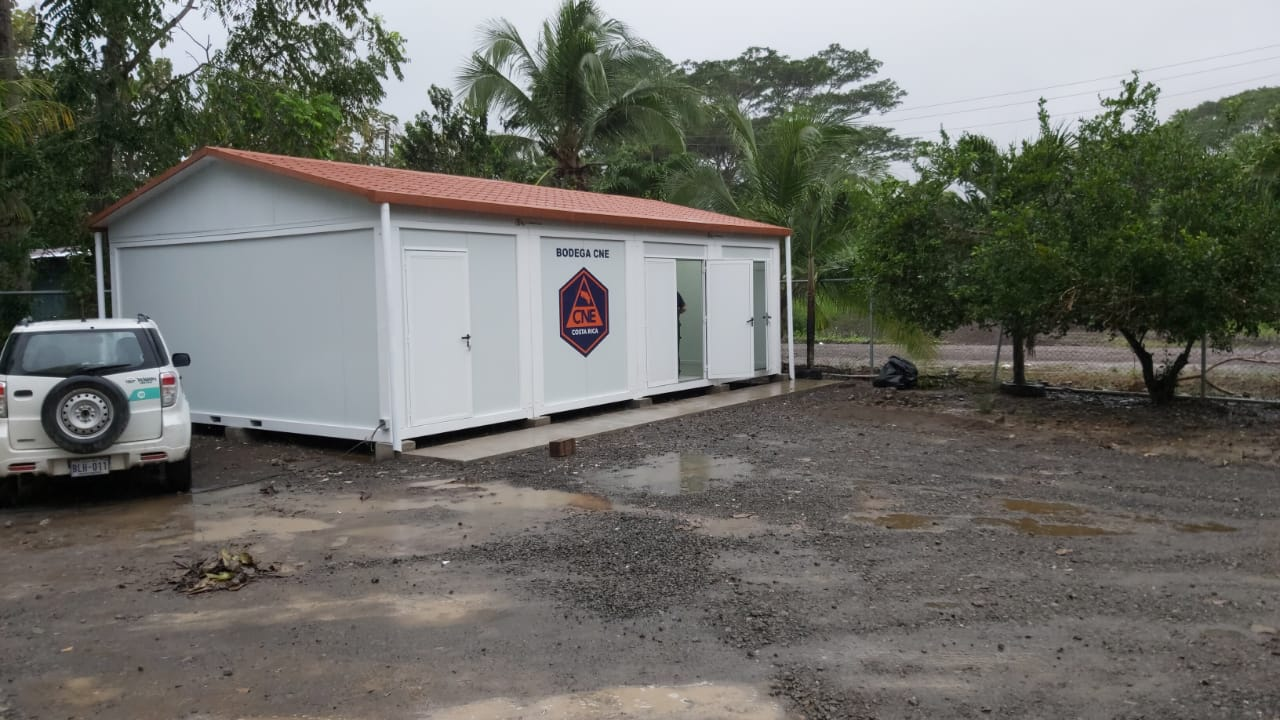 BODEGA CNE
CNE
COSTA RICA
BLH-011